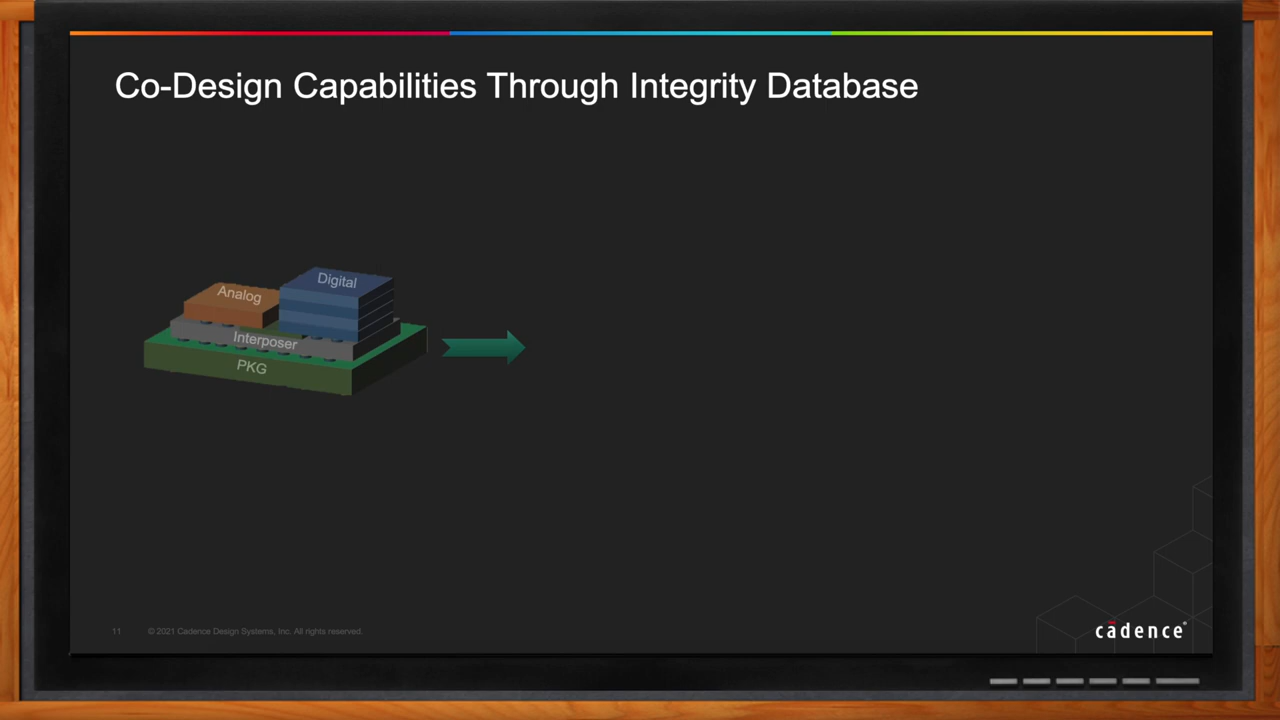 Co-Design Capabilities Through Integrity Database
Digital
Analog
Interposer
PKG
11 © 2021 Cadence Design Systems, Inc. All rights reserved.
cādence®